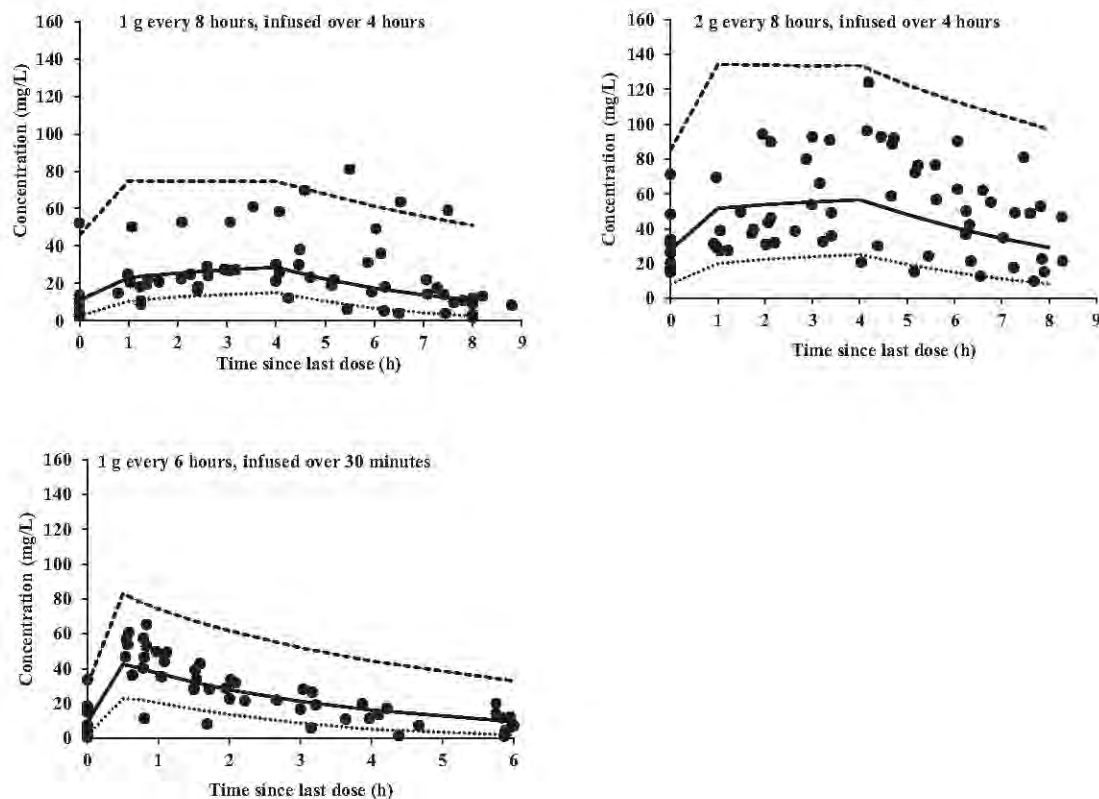 1 g every 8 hours, infused over 4 hours
Concentration (mg/L)
160
140
120
100
80
60
40
20
0
0 1 2 3 4 5 6 7 8 9
Time since last dose (h)
2 g every 8 hours, infused over 4 hours
Concentration (mg/L)
160
140
120
100
80
60
40
20
0
0 1 2 3 4 5 6 7 8 9
Time since last dose (h)
1 g every 6 hours, infused over 30 minutes
Concentration (mg/L)
160
140
120
100
80
60
40
20
0
0 1 2 3 4 5 6
Time since last dose (h)